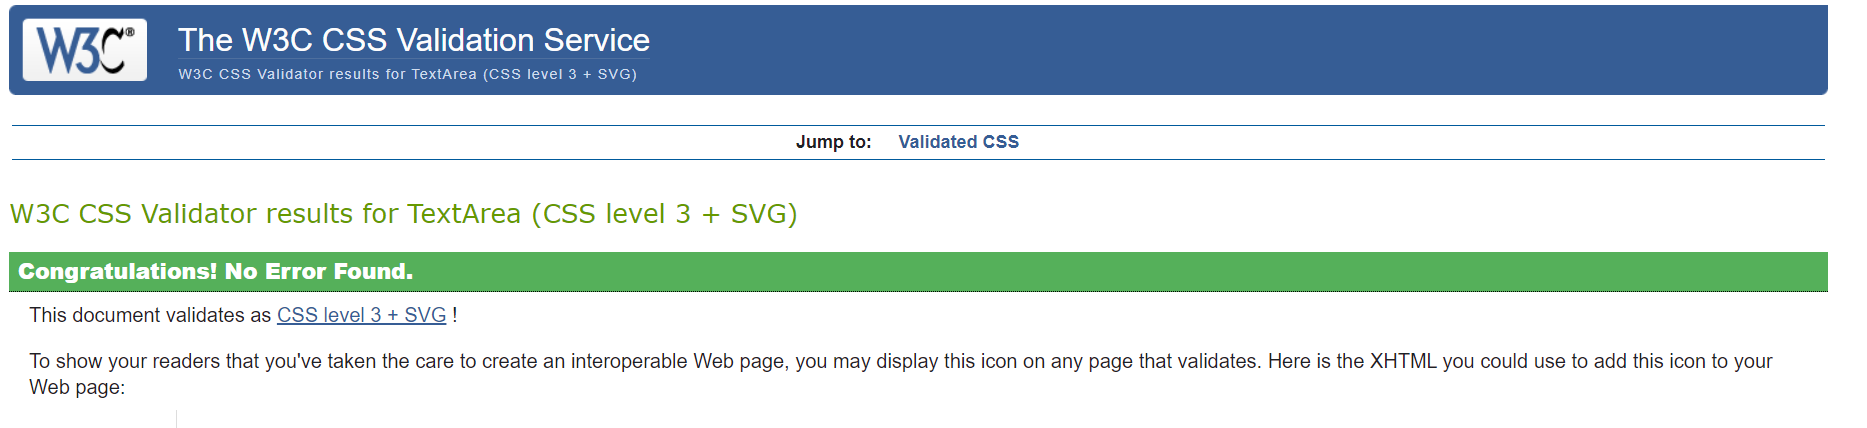 W3C®
The W3C CSS Validation Service
W3C CSS Validator results for TextArea (CSS level 3 + SVG)
Jump to: Validated CSS
W3C CSS Validator results for TextArea (CSS level 3 + SVG)
Congratulations! No Error Found.
This document validates as CSS level 3 + SVG !
To show your readers that you've taken the care to create an interoperable Web page, you may display this icon on any page that validates. Here is the XHTML you could use to add this icon to your
Web page: